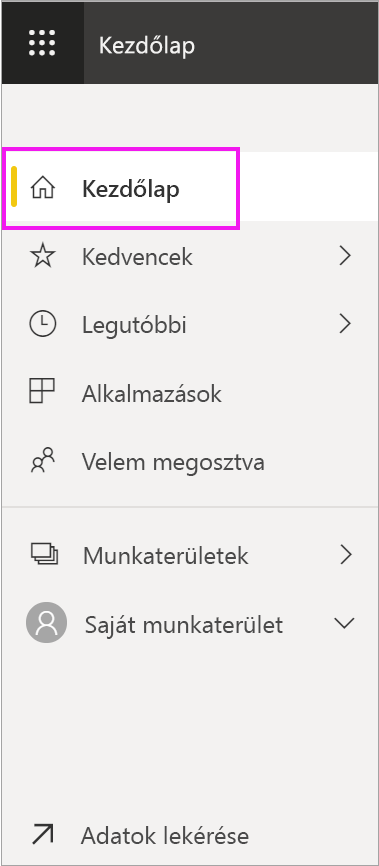 Kezdőlap
Kezdőlap
Kedvencek
Legutóbbi
Alkalmazások
Velem megosztva
Munkaterületek
Saját munkaterület
Adatok lekérése